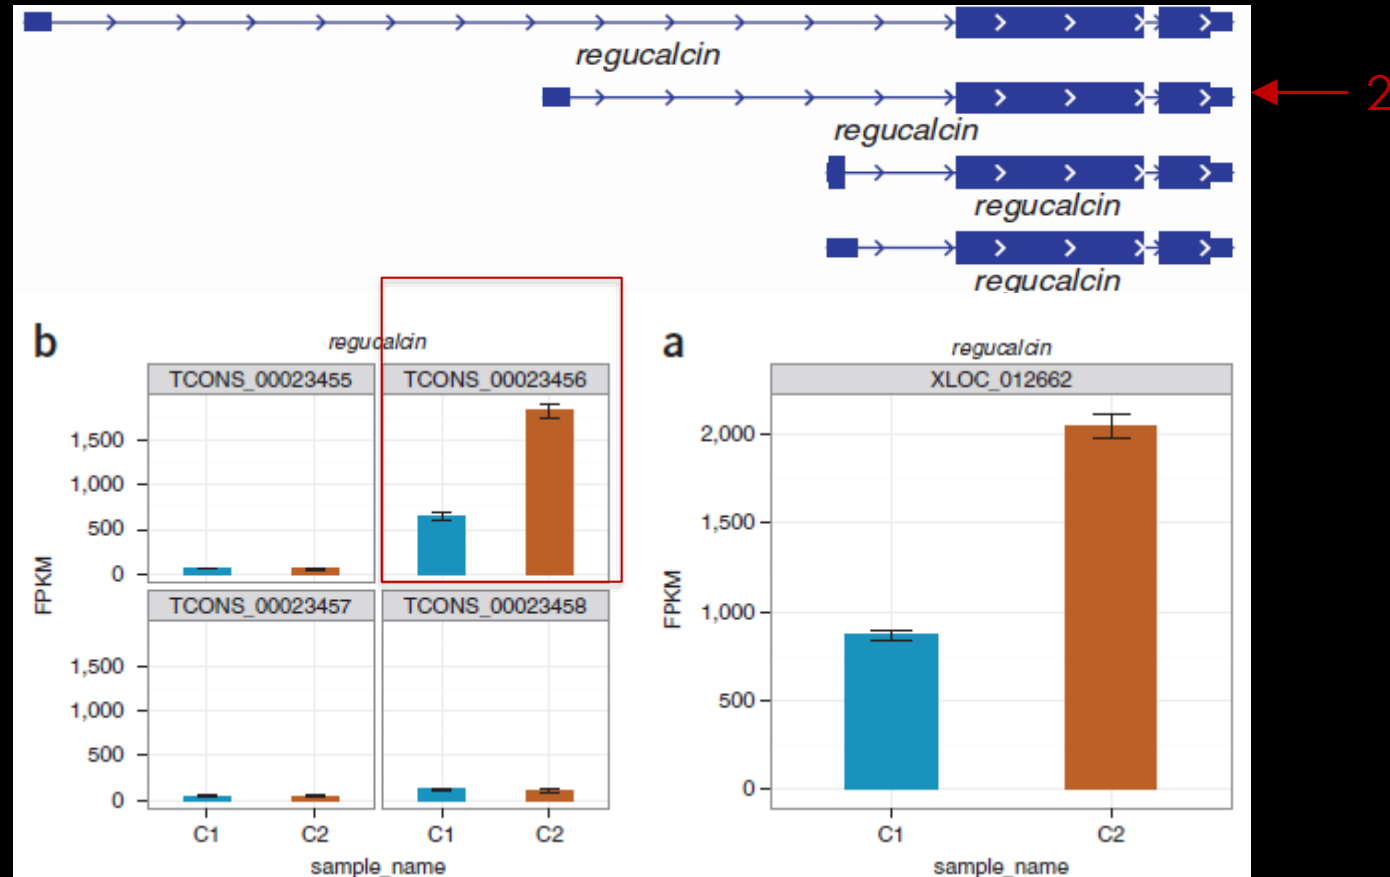 regucalcin
2
regucalcin
regucalcin
regucalcin
b
regucalcin
TCONS_00023455 TCONS_00023456
1,500
1,000
500
0
TCONS_00023457 TCONS_00023458
1,500
1,000
500
0
FPKM
C1 C2 C1 C2
sample_name
a
regucalcin
XLOC_012662
2,000
1,500
1,000
500
0
FPKM
C1 C2
sample_name